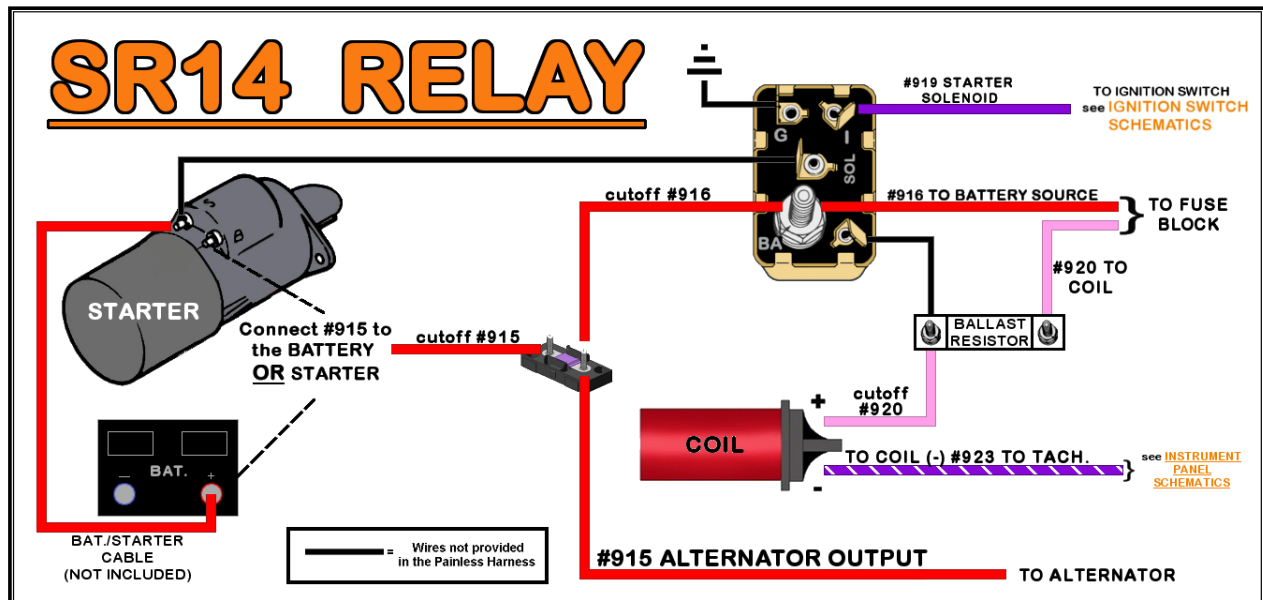 SR14 RELAY
#919 STARTER
SOLENOID
TO IGNITION SWITCH
see IGNITION SWITCH
SCHEMATICS
G
I
SOL
BA
cutoff #916
#916 TO BATTERY SOURCE
TO FUSE
BLOCK
#920 TO
COIL
S
B
STARTER
Connect #915 to
the BATTERY
OR STARTER
cutoff #915
BALLAST
RESISTOR
cutoff
#920
+
COIL
-
TO COIL (-) #923 TO TACH.
see INSTRUMENT
PANEL
SCHEMATICS
BAT.
– +
BAT./STARTER
CABLE
(NOT INCLUDED)
= Wires not provided
in the Painless Harness
#915 ALTERNATOR OUTPUT
TO ALTERNATOR